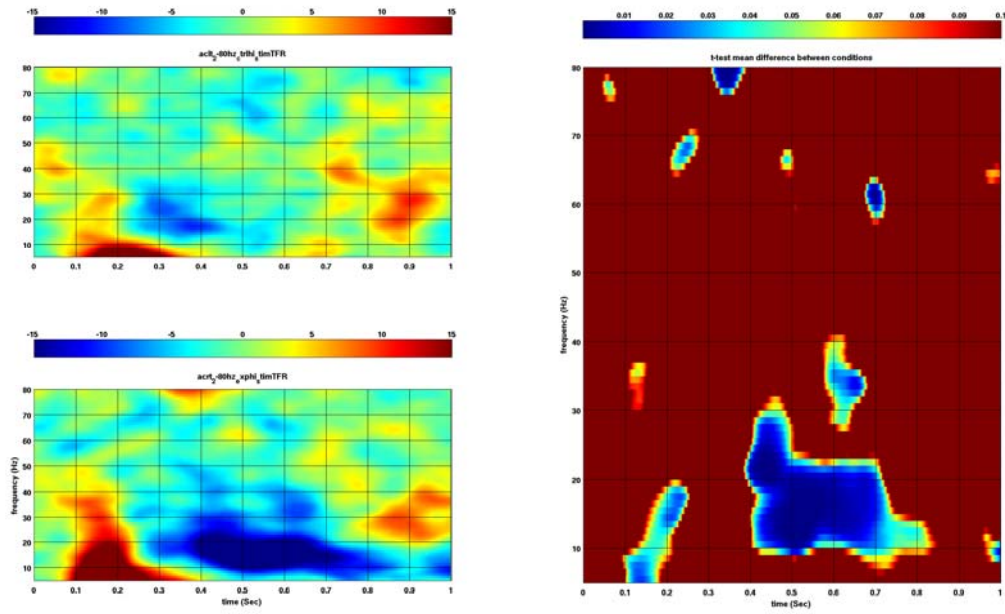 -15 -10 -5 0 5 10 15
aclt_2-80hz_ctrlhi_stimTFR
80
70
60
50
40
30
20
10
0 0.1 0.2 0.3 0.4 0.5 0.6 0.7 0.8 0.9 1
-15 -10 -5 0 5 10 15
acrt_2-80hz_exphi_stimTFR
frequency (Hz)
80
70
60
50
40
30
20
10
0 0.1 0.2 0.3 0.4 0.5 0.6 0.7 0.8 0.9 1
time (Sec)
0.01 0.02 0.03 0.04 0.05 0.06 0.07 0.08 0.09 0.1
t-test mean difference between conditions
frequency (Hz)
80
70
60
50
40
30
20
10
0 0.1 0.2 0.3 0.4 0.5 0.6 0.7 0.8 0.9 1
time (Sec)